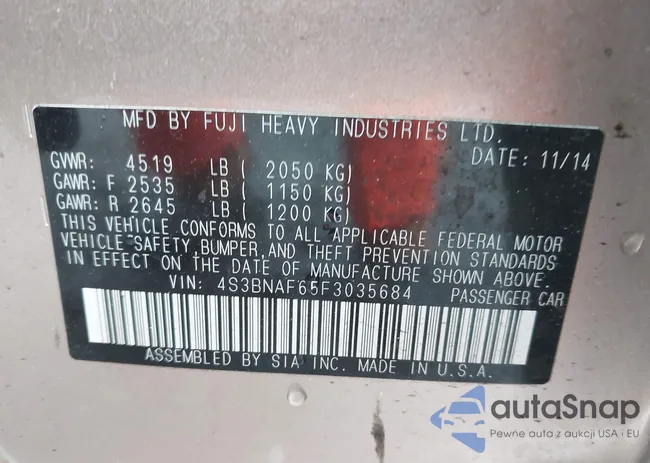 MFD BY FUJI HEAVY INDUSTRIES LTD.
GVWR: 4519 LB ( 2050 KG) DATE: 11/14
GAWR: F 2535 LB ( 1150 KG)
GAWR: R 2645 LB ( 1200 KG)
THIS VEHICLE CONFORMS TO ALL APPLICABLE FEDERAL MOTOR
VEHICLE SAFETY, BUMPER, AND THEFT PREVENTION STANDARDS
IN EFFECT ON THE DATE OF MANUFACTURE SHOWN ABOVE.
VIN: 4S3BNAF65F3035684 PASSENGER CAR
ASSEMBLED BY SIA INC. MADE IN U.S.A.
autaSnap
Pewne auta z aukcji USA i EU